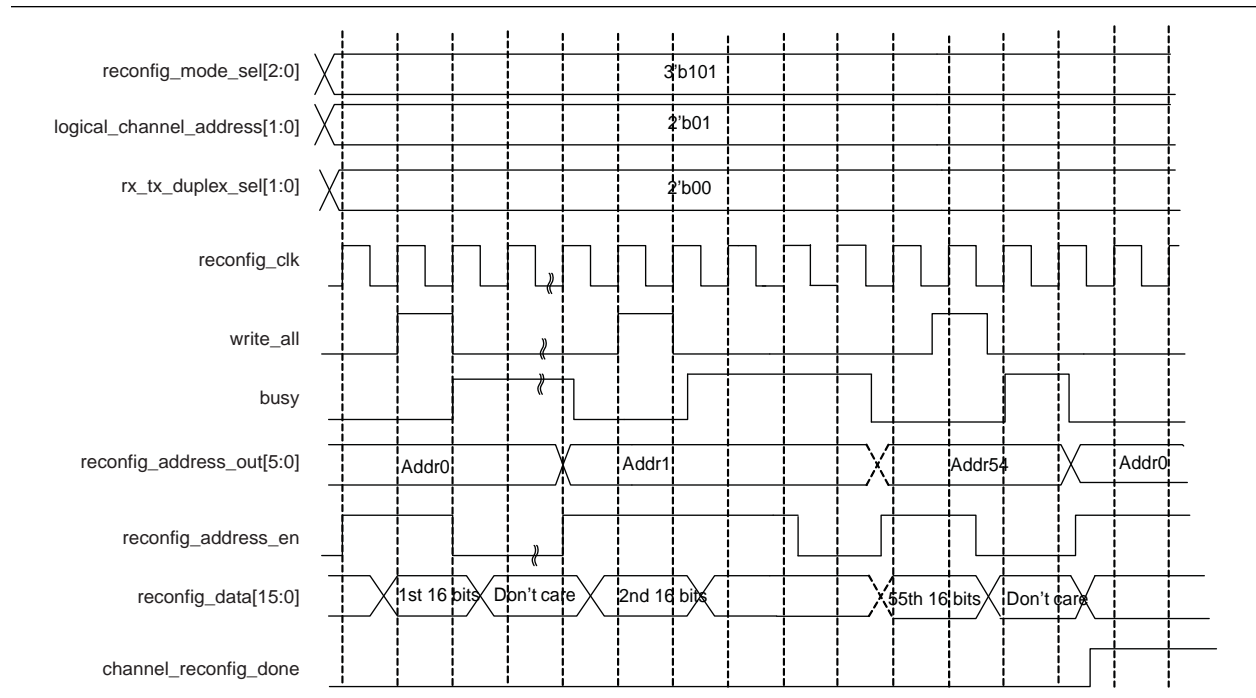 reconfig_mode_sel[2:0]
3'b101
logical_channel_address[1:0]
2'b01
rx_tx_duplex_sel[1:0]
2'b00
reconfig_clk
write_all
busy
reconfig_address_out[5:0]
Addr0
Addr1
Addr54
Addr0
reconfig_address_en
reconfig_data[15:0]
1st 16 bits
Don't care
2nd 16 bits
55th 16 bits
Don't care
channel_reconfig_done